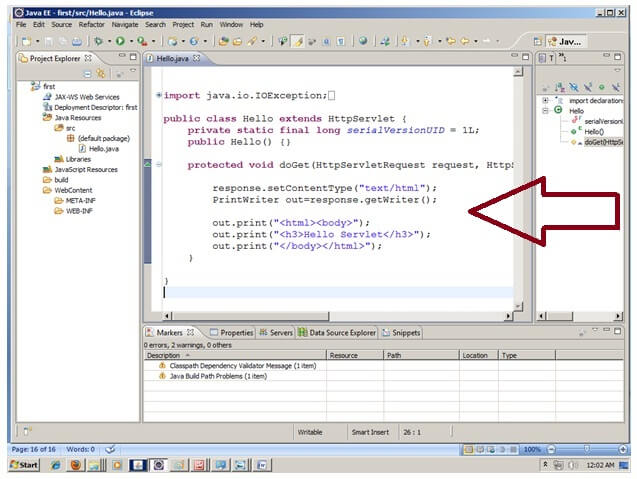 Java EE - first/src/Hello.java - Eclipse
File Edit Source Refactor Navigate Search Project Run Window Help
Jav...
Project Explorer
first
JAX-WS Web Services
Deployment Descriptor: first
Java Resources
src
(default package)
Hello.java
Libraries
JavaScript Resources
build
WebContent
META-INF
WEB-INF
Hello.java
import java.io.IOException;
public class Hello extends HttpServlet {
private static final long serialVersionUID = 1L;
public Hello() {}
protected void doGet(HttpServletRequest request, HttpS
response.setContentType("text/html");
PrintWriter out=response.getWriter();
out.print("<html><body>");
out.print("<h3>Hello Servlet</h3>");
out.print("</body></html>");
}
}
T
import declarations
Hello
serialVersionU
Hello()
doGet(HttpS
Markers Properties Servers Data Source Explorer Snippets
0 errors, 2 warnings, 0 others
Description Resource Path Location Type
Classpath Dependency Validator Message (1 item)
Java Build Path Problems (1 item)
Writable Smart Insert 26 : 1
Page: 16 of 16 Words: 0 100%
Start 12:02 AM